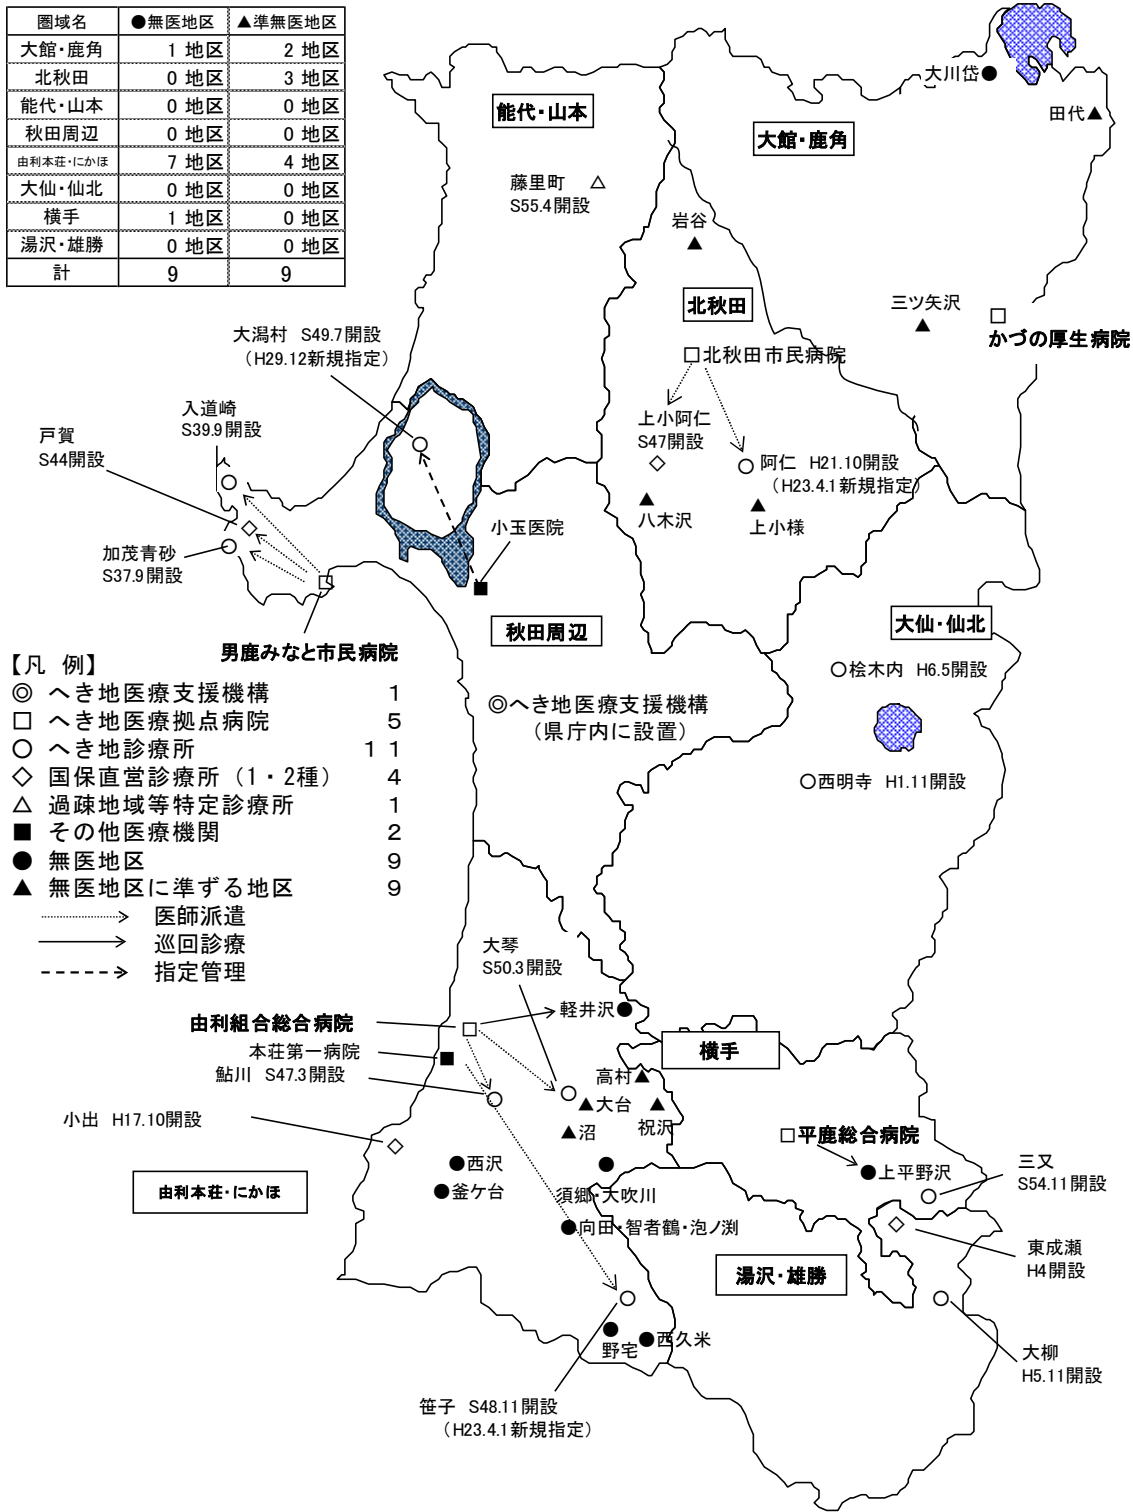 圏域名 ●無医地区 ▲準無医地区
大館・鹿角 1 地区 2 地区
北秋田 0 地区 3 地区
能代・山本 0 地区 0 地区
秋田周辺 0 地区 0 地区
由利本荘・にかほ 7 地区 4 地区
大仙・仙北 0 地区 0 地区
横手 1 地区 0 地区
湯沢・雄勝 0 地区 0 地区
計 9 9
大川岱
田代
能代・山本
大館・鹿角
藤里町
S55.4開設
岩谷
北秋田
三ツ矢沢
かづの厚生病院
大潟村 S49.7開設
（H29.12新規指定）
北秋田市民病院
入道崎
S39.9開設
戸賀
S44開設
上小阿仁
S47開設
阿仁 H21.10開設
（H23.4.1新規指定）
八木沢
上小様
小玉医院
加茂青砂
S37.9開設
男鹿みなと市民病院
秋田周辺
大仙・仙北
桧木内 H6.5開設
◎へき地医療支援機構
（県庁内に設置）
西明寺 H1.11開設
【凡 例】
◎ へき地医療支援機構 1
□ へき地医療拠点病院 5
○ へき地診療所 11
◇ 国保直営診療所（1・2種） 4
△ 過疎地域等特定診療所 1
■ その他医療機関 2
● 無医地区 9
▲ 無医地区に準ずる地区 9
医師派遣
巡回診療
指定管理
大琴
S50.3開設
軽井沢
由利組合総合病院
本荘第一病院
鮎川 S47.3開設
横手
高村
大台
祝沢
沼
小出 H17.10開設
平鹿総合病院
上平野沢
三又
S54.11開設
西沢
釜ケ台
由利本荘・にかほ
須郷・大吹川
向田・智者鶴・泡ノ渕
東成瀬
H4開設
湯沢・雄勝
野宅
西久米
大柳
H5.11開設
笹子 S48.11開設
（H23.4.1新規指定）